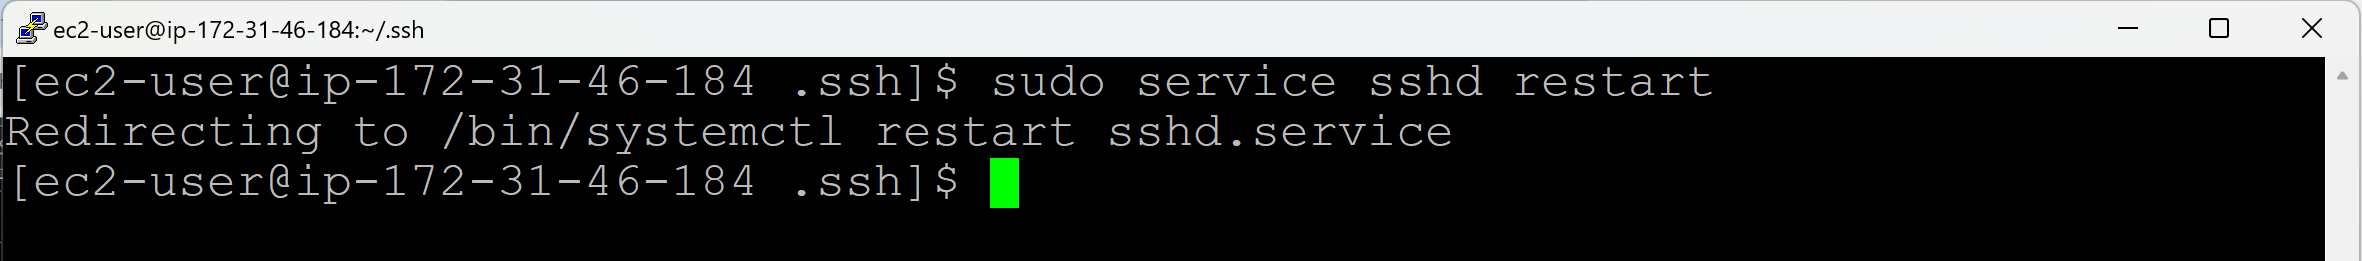 ec2-user@ip-172-31-46-184:~/.ssh
[ec2-user@ip-172-31-46-184 .ssh]$ sudo service sshd restart
Redirecting to /bin/systemctl restart sshd.service
[ec2-user@ip-172-31-46-184 .ssh]$